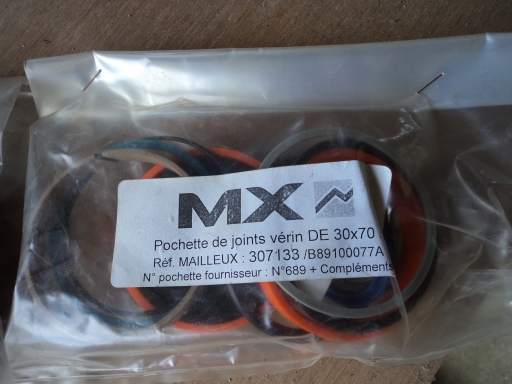 MX
Pochette de joints vérin DE 30x70
Réf. MAILLEUX : 307133 /B89100077A
N° pochette fournisseur : N°689 + Compléments